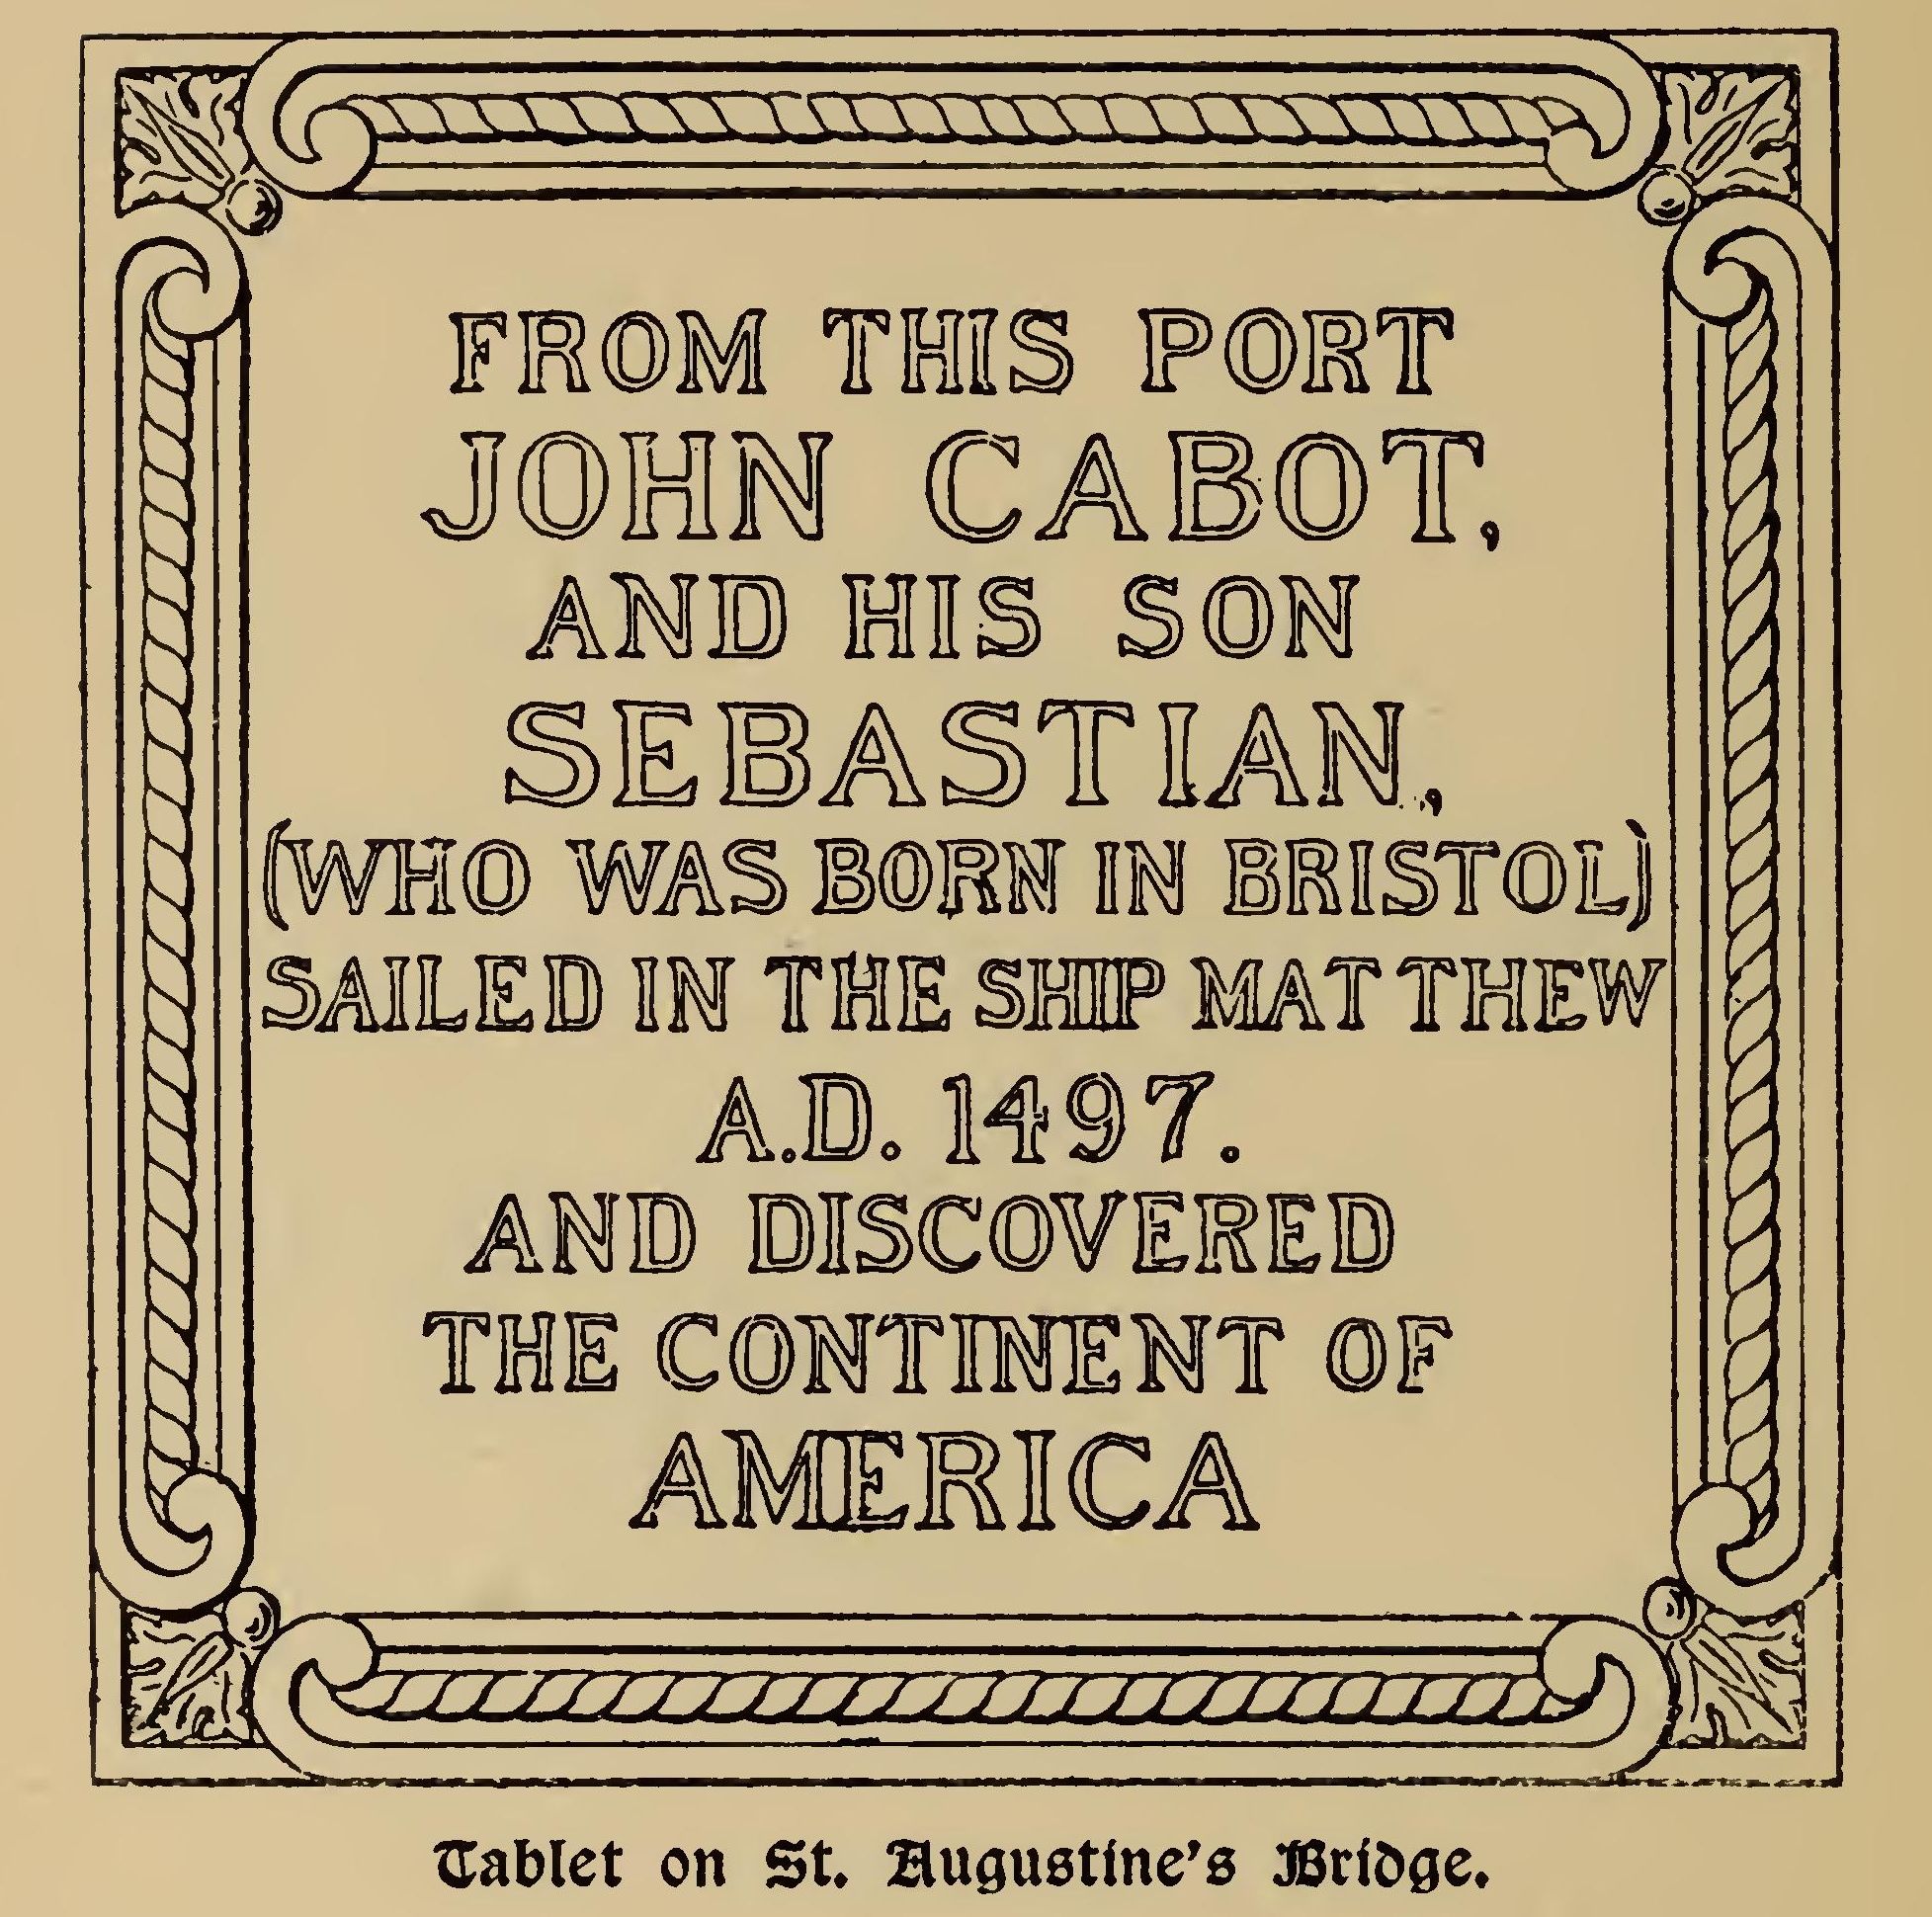 FROM THIS PORT
JOHN CABOT,
AND HIS SON
SEBASTIAN,
(WHO WAS BORN IN BRISTOL)
SAILED IN THE SHIP MATTHEW
A.D. 1497.
AND DISCOVERED
THE CONTINENT OF
AMERICA
Tablet on St. Augustine's Bridge.